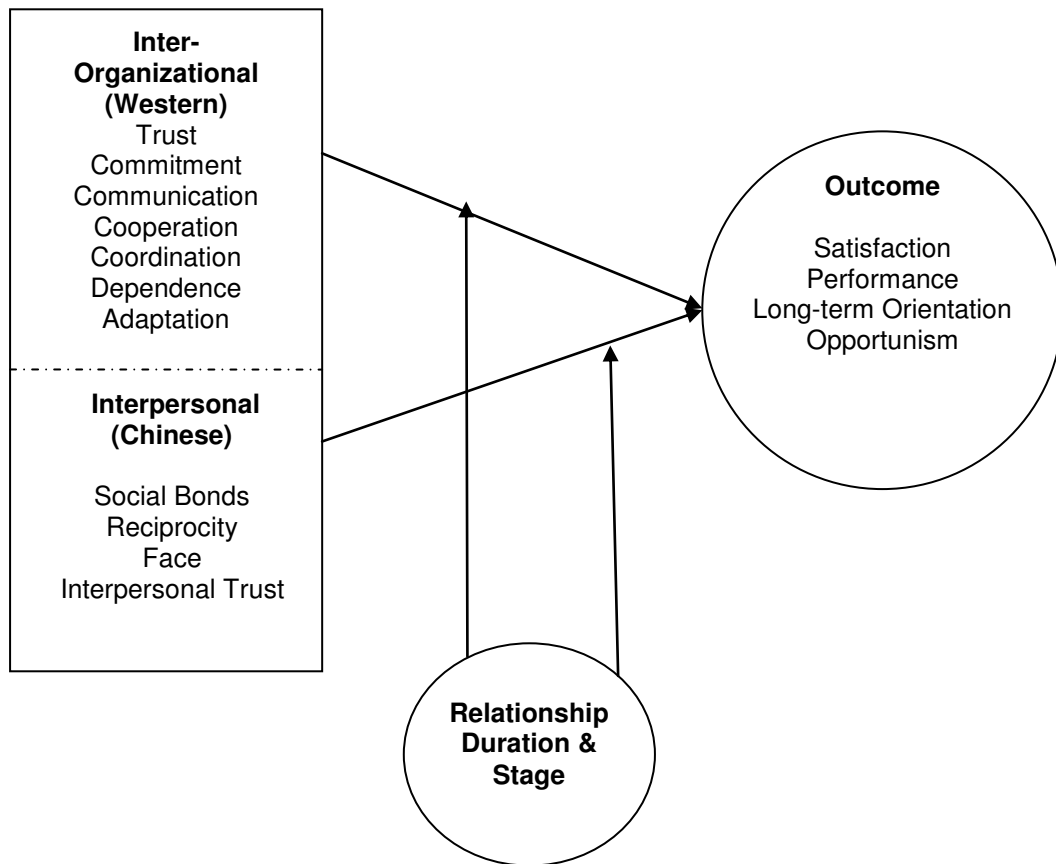 Inter-
Organizational
(Western)
Trust
Commitment
Communication
Cooperation
Coordination
Dependence
Adaptation
Interpersonal
(Chinese)
Social Bonds
Reciprocity
Face
Interpersonal Trust
Outcome
Satisfaction
Performance
Long-term Orientation
Opportunism
Relationship
Duration &
Stage